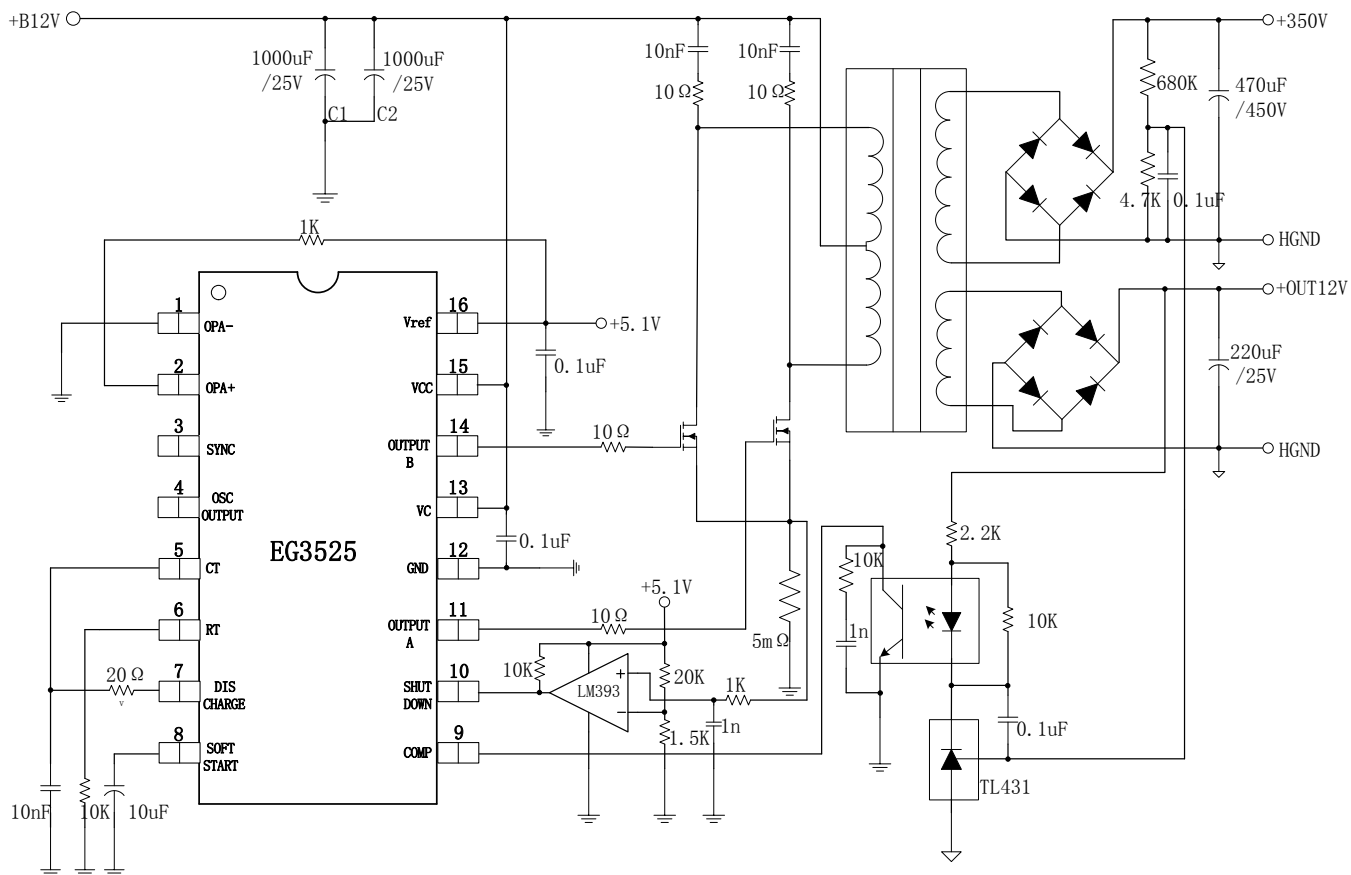 +B12V
1000uF
/25V
1000uF
/25V
C1
C2
10nF
10nF
10Ω
10Ω
+350V
680K
470uF
/450V
4.7K
0.1uF
HGND
+OUT12V
220uF
/25V
HGND
1K
1
OPA-
2
OPA+
3
SYNC
4
OSC
OUTPUT
5
CT
6
RT
7
DIS
CHARGE
8
SOFT
START
EG3525
16
Vref
15
VCC
14
OUTPUT
B
13
VC
12
GND
11
OUTPUT
A
10
SHUT
DOWN
9
COMP
+5.1V
0.1uF
10Ω
0.1uF
+5.1V
10Ω
10K
LM393
+
−
20K
1.5K
1K
1n
5mΩ
10K
1n
2.2K
10K
0.1uF
TL431
20Ω
v
10nF
10K
10uF